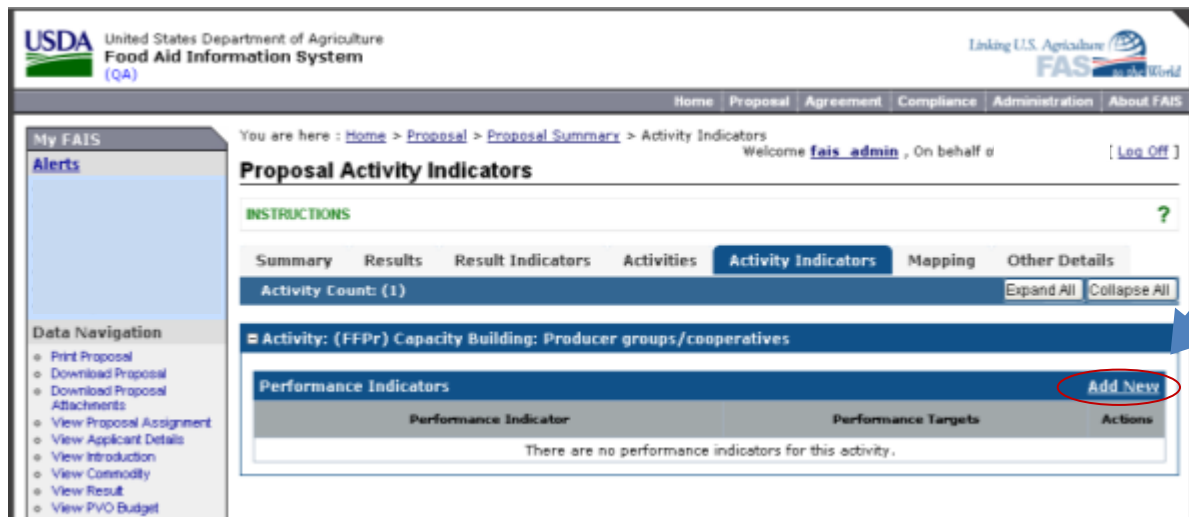 USDA United States Department of Agriculture
Food Aid Information System
(QA)
Linking U.S. Agriculture
FAS to the World
Home Proposal Agreement Compliance Administration About FAIS
My FAIS
Alerts
You are here : Home > Proposal > Proposal Summary > Activity Indicators
Welcome fais_admin , On behalf o [ Log Off ]
Proposal Activity Indicators
INSTRUCTIONS ?
Summary Results Result Indicators Activities Activity Indicators Mapping Other Details
Activity Count: (1) Expand All Collapse All
Data Navigation
Print Proposal
Download Proposal
Download Proposal
Attachments
View Proposal Assignment
View Applicant Details
View Introduction
View Commodity
View Result
View PVO Budget
Activity: (FFPr) Capacity Building: Producer groups/cooperatives
Performance Indicators Add New
Performance Indicator Performance Targets Actions
There are no performance indicators for this activity.